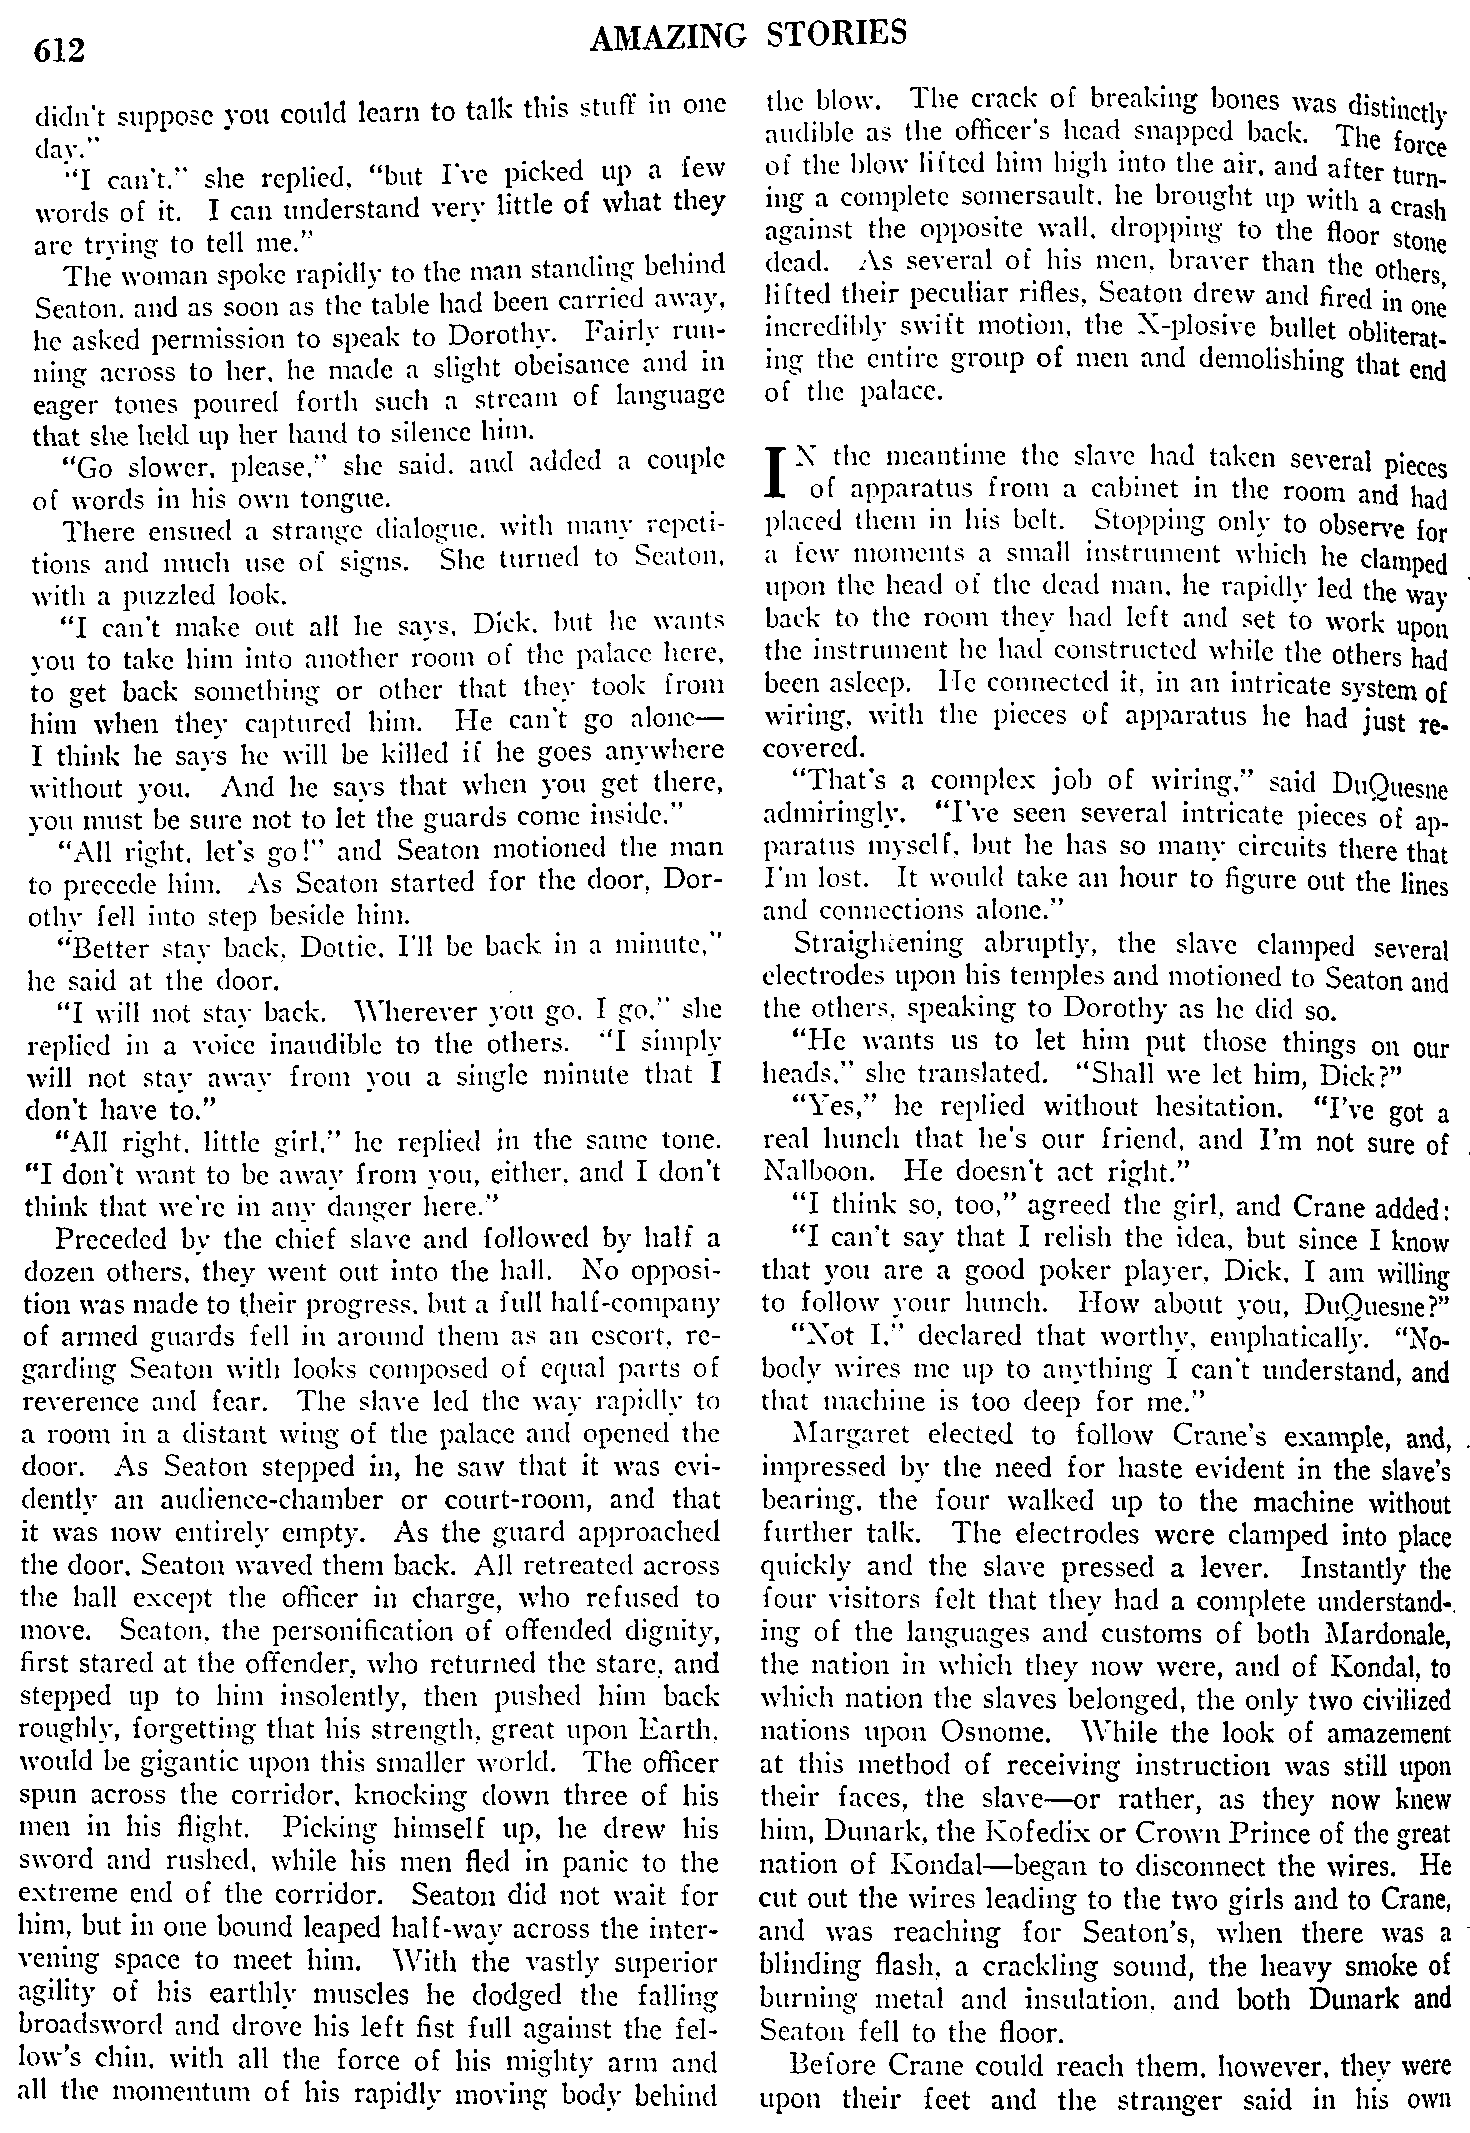 612
AMAZING STORIES
didn't suppose you could learn to talk this stuff in one
day."
"I can't." she replied, "but I've picked up a few
words of it. I can understand very little of what they
are trying to tell me."
The woman spoke rapidly to the man standing behind
Seaton, and as soon as the table had been carried away,
he asked permission to speak to Dorothy. Fairly run-
ning across to her, he made a slight obeisance and in
eager tones poured forth such a stream of language
that she held up her hand to silence him.
"Go slower, please," she said, and added a couple
of words in his own tongue.
There ensued a strange dialogue, with many repeti-
tions and much use of signs. She turned to Seaton,
with a puzzled look.
"I can't make out all he says, Dick, but he wants
you to take him into another room of the palace here,
to get back something or other that they took from
him when they captured him. He can't go alone—
I think he says he will be killed if he goes anywhere
without you. And he says that when you get there,
you must be sure not to let the guards come inside."
"All right, let's go!" and Seaton motioned the man
to precede him. As Seaton started for the door, Dor-
othy fell into step beside him.
"Better stay back, Dottie, I'll be back in a minute,"
he said at the door.
"I will not stay back. Wherever you go, I go," she
replied in a voice inaudible to the others. "I simply
will not stay away from you a single minute that I
don't have to."
"All right, little girl," he replied in the same tone.
"I don't want to be away from you, either, and I don't
think that we're in any danger here."
Preceded by the chief slave and followed by half a
dozen others, they went out into the hall. No opposi-
tion was made to their progress, but a full half-company
of armed guards fell in around them as an escort, re-
garding Seaton with looks composed of equal parts of
reverence and fear. The slave led the way rapidly to
a room in a distant wing of the palace and opened the
door. As Seaton stepped in, he saw that it was evi-
dently an audience-chamber or court-room, and that
it was now entirely empty. As the guard approached
the door, Seaton waved them back. All retreated across
the hall except the officer in charge, who refused to
move. Seaton, the personification of offended dignity,
first stared at the offender, who returned the stare, and
stepped up to him insolently, then pushed him back
roughly, forgetting that his strength, great upon Earth,
would be gigantic upon this smaller world. The officer
spun across the corridor, knocking down three of his
men in his flight. Picking himself up, he drew his
sword and rushed, while his men fled in panic to the
extreme end of the corridor. Seaton did not wait for
him, but in one bound leaped half-way across the inter-
vening space to meet him. With the vastly superior
agility of his earthly muscles he dodged the falling
broadsword and drove his left fist full against the fel-
low's chin, with all the force of his mighty arm and
all the momentum of his rapidly moving body behind
the blow. The crack of breaking bones was distinctly
audible as the officer's head snapped back. The force
of the blow lifted him high into the air, and after turn-
ing a complete somersault, he brought up with a crash
against the opposite wall, dropping to the floor stone
dead. As several of his men, braver than the others,
lifted their peculiar rifles, Seaton drew and fired in one
incredibly swift motion, the X-plosive bullet obliterat-
ing the entire group of men and demolishing that end
of the palace.
IN the meantime the slave had taken several pieces
of apparatus from a cabinet in the room and had
placed them in his belt. Stopping only to observe for
a few moments a small instrument which he clamped
upon the head of the dead man, he rapidly led the way
back to the room they had left and set to work upon
the instrument he had constructed while the others had
been asleep. He connected it, in an intricate system of
wiring, with the pieces of apparatus he had just re-
covered.
"That's a complex job of wiring," said DuQuesne
admiringly. "I've seen several intricate pieces of ap-
paratus myself, but he has so many circuits there that
I'm lost. It would take an hour to figure out the lines
and connections alone."
Straightening abruptly, the slave clamped several
electrodes upon his temples and motioned to Seaton and
the others, speaking to Dorothy as he did so.
"He wants us to let him put those things on our
heads," she translated. "Shall we let him, Dick?"
"Yes," he replied without hesitation. "I've got a
real hunch that he's our friend, and I'm not sure of
Nalboon. He doesn't act right."
"I think so, too," agreed the girl, and Crane added:
"I can't say that I relish the idea, but since I know
that you are a good poker player, Dick, I am willing
to follow your hunch. How about you, DuQuesne?"
"Not I," declared that worthy, emphatically. "No-
body wires me up to anything I can't understand, and
that machine is too deep for me."
Margaret elected to follow Crane's example, and,
impressed by the need for haste evident in the slave's
bearing, the four walked up to the machine without
further talk. The electrodes were clamped into place
quickly and the slave pressed a lever. Instantly the
four visitors felt that they had a complete understand-
ing of the languages and customs of both Mardonale,
the nation in which they now were, and of Kondal, to
which nation the slaves belonged, the only two civilized
nations upon Osnome. While the look of amazement
at this method of receiving instruction was still upon
their faces, the slave—or rather, as they now knew
him, Dunark, the Kofedix or Crown Prince of the great
nation of Kondal—began to disconnect the wires. He
cut out the wires leading to the two girls and to Crane,
and was reaching for Seaton's, when there was a
blinding flash, a crackling sound, the heavy smoke of
burning metal and insulation, and both Dunark and
Seaton fell to the floor.
Before Crane could reach them, however, they were
upon their feet and the stranger said in his own